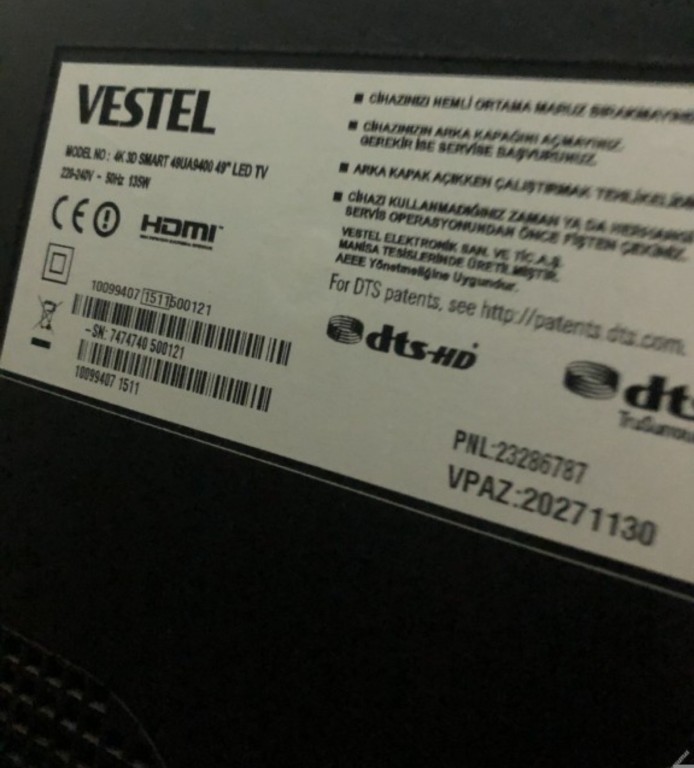 VESTEL
MODEL NO : 4K 3D SMART 49UA9400 49" LED TV
220-240V ~ 50Hz 135W
CE HDMI™
10099407 1511500121
-SN: 7474740 500121
10099407 1511
■ CİHAZINIZI NEMLİ ORTAMA MARUZ BIRAKMAYINIZ
■ CİHAZINIZIN ARKA KAPAĞINI AÇMAYINIZ.
GEREKİR İSE SERVİSE BAŞVURUNUZ.
■ ARKA KAPAK AÇIKKEN ÇALIŞTIRMAK TEHLİKELİDİR
■ CİHAZI KULLANMADIĞINIZ ZAMAN YA DA HERHANGİ
SERVİS OPERASYONUNDAN ÖNCE FİŞTEN ÇEKİNİZ.
VESTEL ELEKTRONİK SAN. VE TİC.A.Ş.
MANİSA TESİSLERİNDE ÜRETİLMİŞTİR.
AEEE Yönetmeliğine Uygundur.
For DTS patents, see http://patents.dts.com.
dts-HD dts
TruSurround
PNL:23286787
VPAZ:20271130